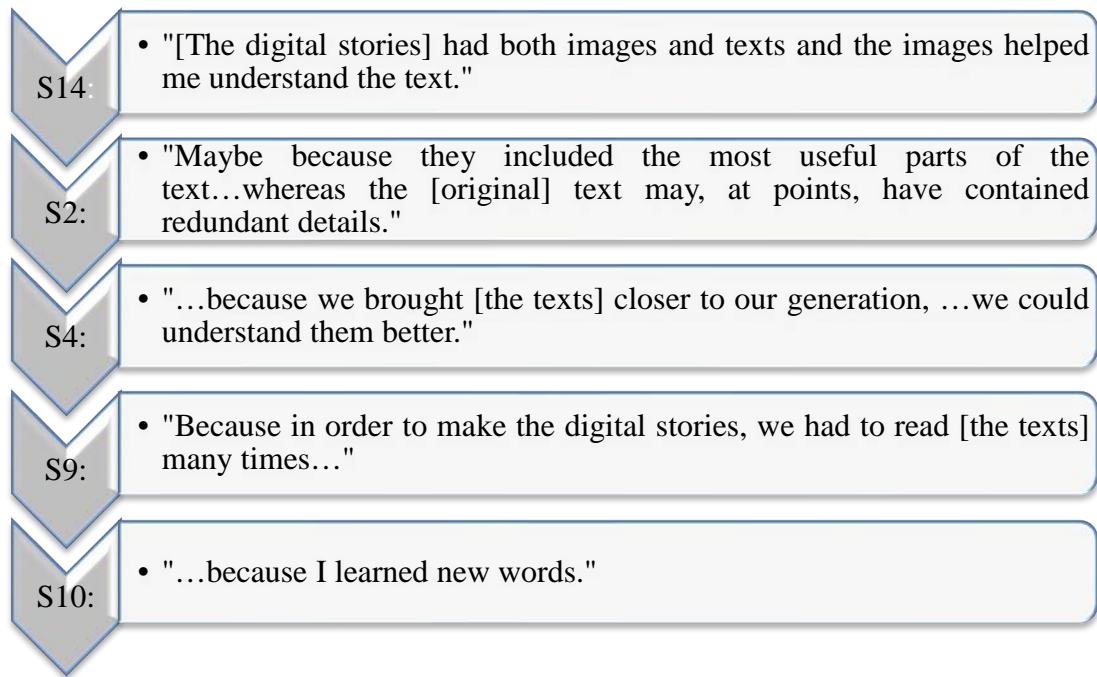 S14:
• "[The digital stories] had both images and texts and the images helped
me understand the text."
S2:
• "Maybe because they included the most useful parts of the
text…whereas the [original] text may, at points, have contained
redundant details."
S4:
• "…because we brought [the texts] closer to our generation, …we could
understand them better."
S9:
• "Because in order to make the digital stories, we had to read [the texts]
many times…"
S10:
• "…because I learned new words."